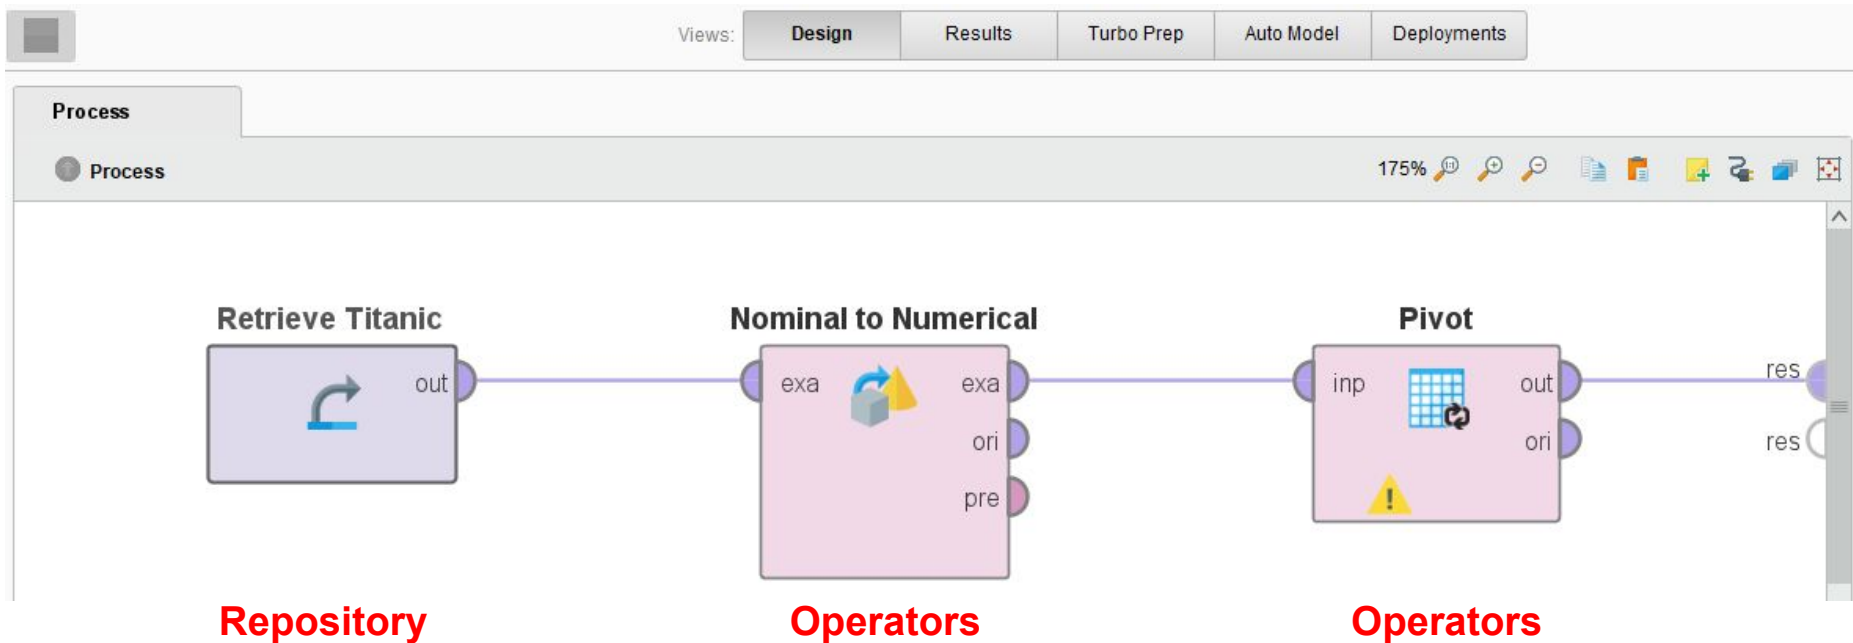 Views: Design Results Turbo Prep Auto Model Deployments
Process
Process
175%
Retrieve Titanic Nominal to Numerical Pivot
out exa exa inp out res
ori ori res
pre
Repository Operators Operators